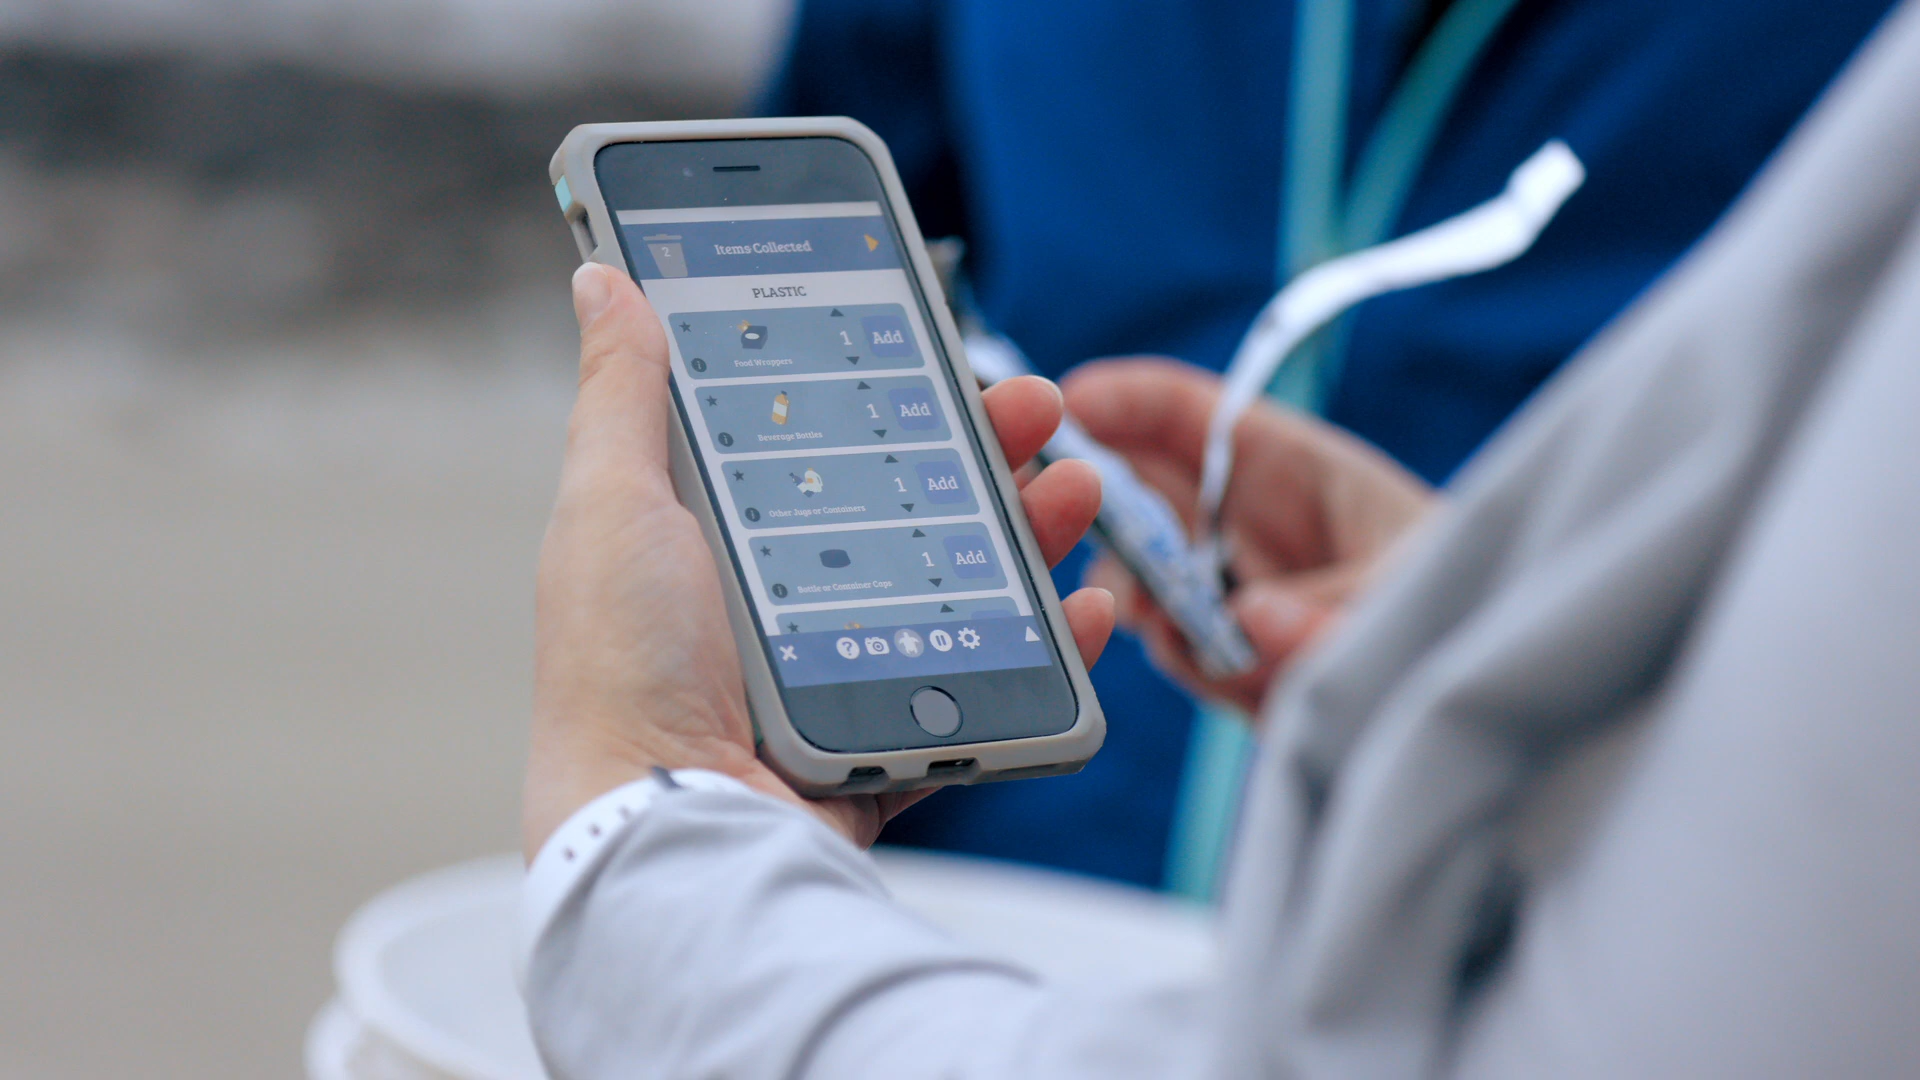 2
Items Collected
PLASTIC
Food Wrappers
1
Add
Beverage Bottles
1
Add
Other Jugs or Containers
1
Add
Bottle or Container Caps
1
Add